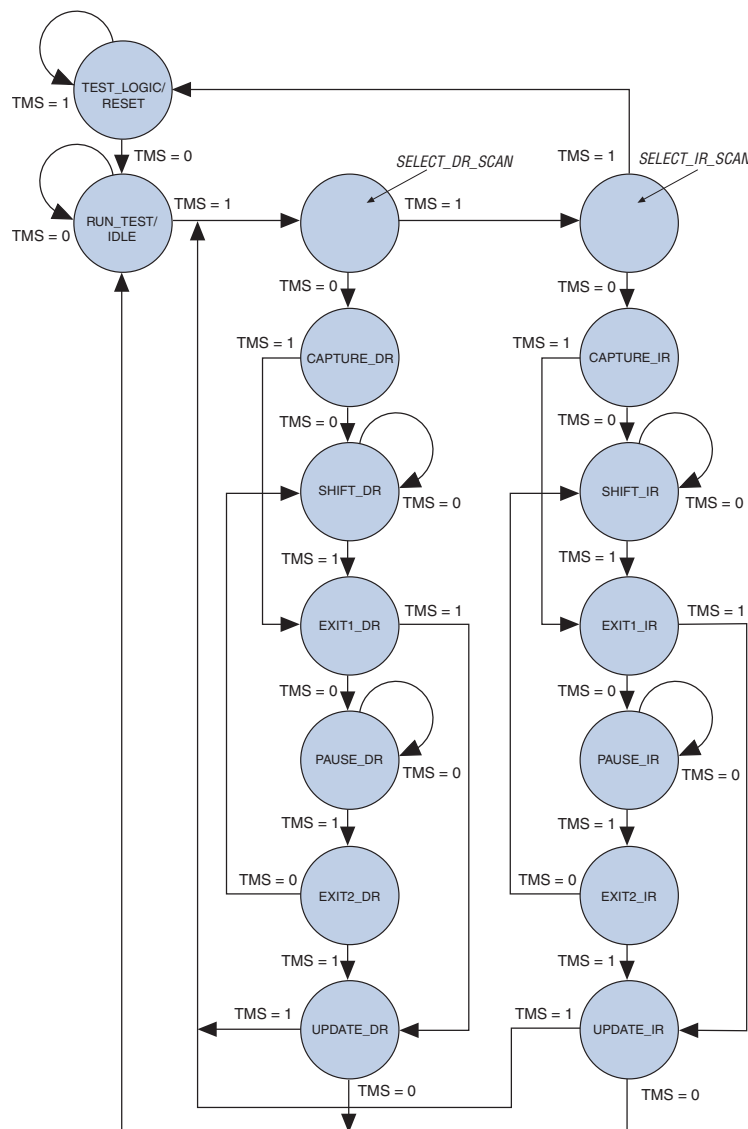 TEST_LOGIC/
RESET
TMS = 1
TMS = 0
SELECT_DR_SCAN
TMS = 1
SELECT_IR_SCAN
RUN_TEST/
IDLE
TMS = 0
TMS = 1
TMS = 1
TMS = 0
TMS = 0
TMS = 1
CAPTURE_DR
TMS = 1
CAPTURE_IR
TMS = 0
TMS = 0
SHIFT_DR
TMS = 0
SHIFT_IR
TMS = 0
TMS = 1
TMS = 1
EXIT1_DR
TMS = 1
EXIT1_IR
TMS = 1
TMS = 0
TMS = 0
PAUSE_DR
TMS = 0
PAUSE_IR
TMS = 0
TMS = 1
TMS = 1
TMS = 0
EXIT2_DR
TMS = 0
EXIT2_IR
TMS = 1
TMS = 1
TMS = 1
UPDATE_DR
TMS = 1
UPDATE_IR
TMS = 0
TMS = 0